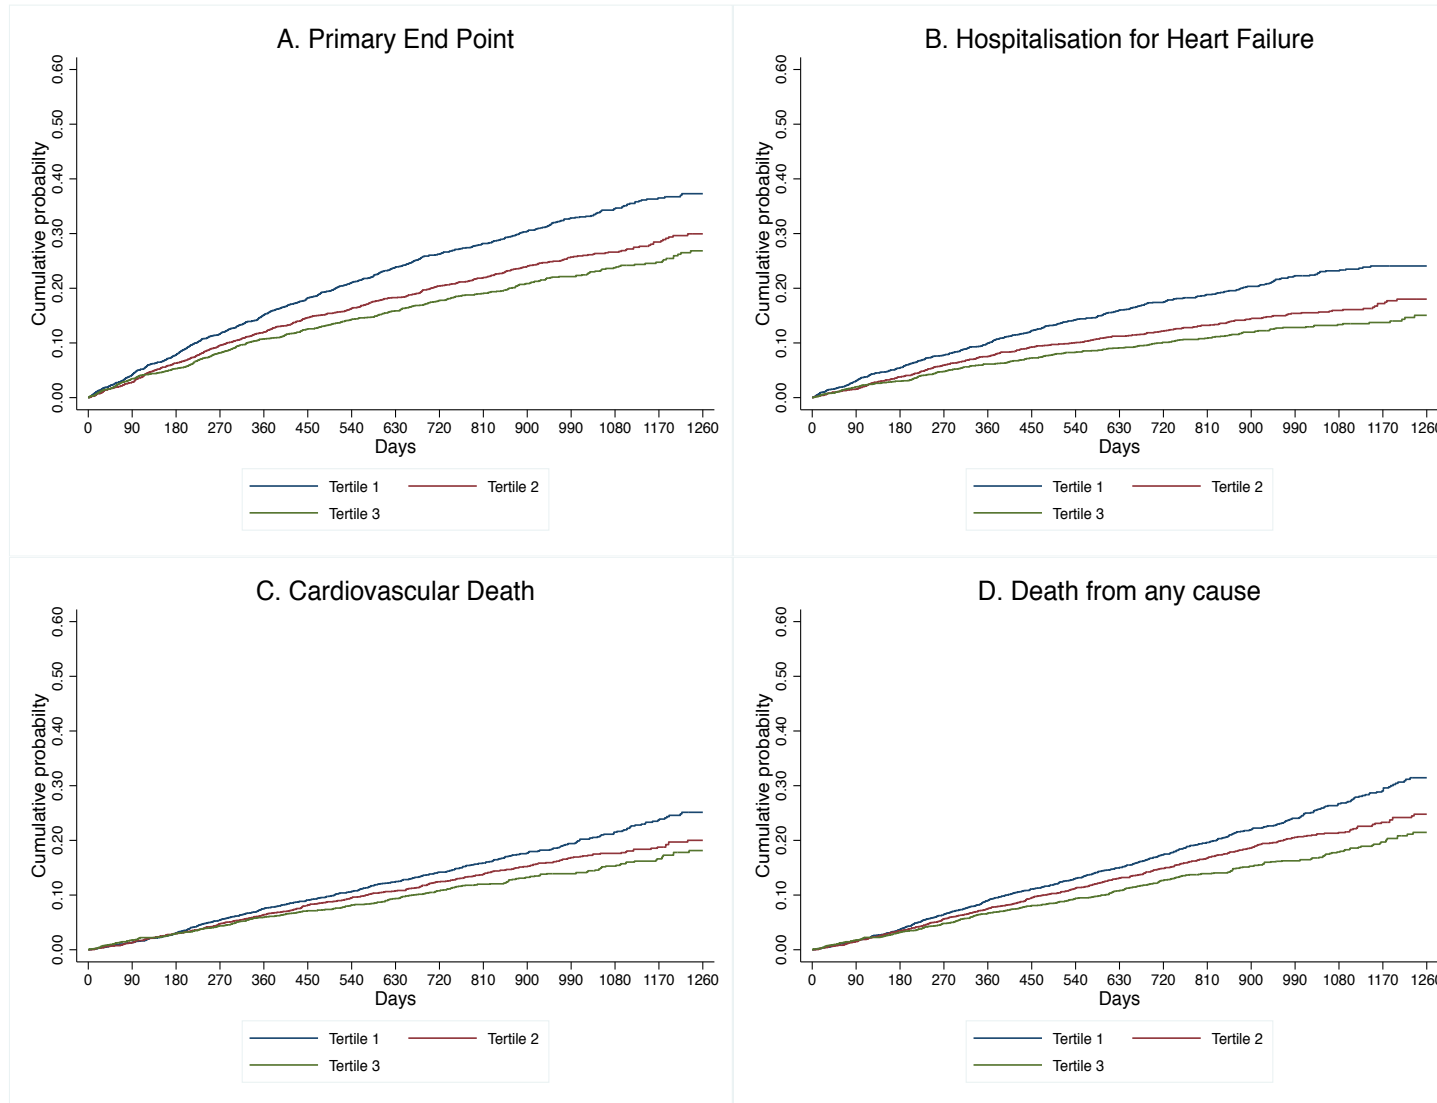 A. Primary End Point
Cumulative probabilty
0.60
0.50
0.40
0.30
0.20
0.10
0.00
0 90 180 270 360 450 540 630 720 810 900 990 1080 1170 1260
Days
Tertile 1 Tertile 2
Tertile 3
B. Hospitalisation for Heart Failure
Cumulative probabilty
0.60
0.50
0.40
0.30
0.20
0.10
0.00
0 90 180 270 360 450 540 630 720 810 900 990 1080 1170 1260
Days
Tertile 1 Tertile 2
Tertile 3
C. Cardiovascular Death
Cumulative probabilty
0.60
0.50
0.40
0.30
0.20
0.10
0.00
0 90 180 270 360 450 540 630 720 810 900 990 1080 1170 1260
Days
Tertile 1 Tertile 2
Tertile 3
D. Death from any cause
Cumulative probabilty
0.60
0.50
0.40
0.30
0.20
0.10
0.00
0 90 180 270 360 450 540 630 720 810 900 990 1080 1170 1260
Days
Tertile 1 Tertile 2
Tertile 3